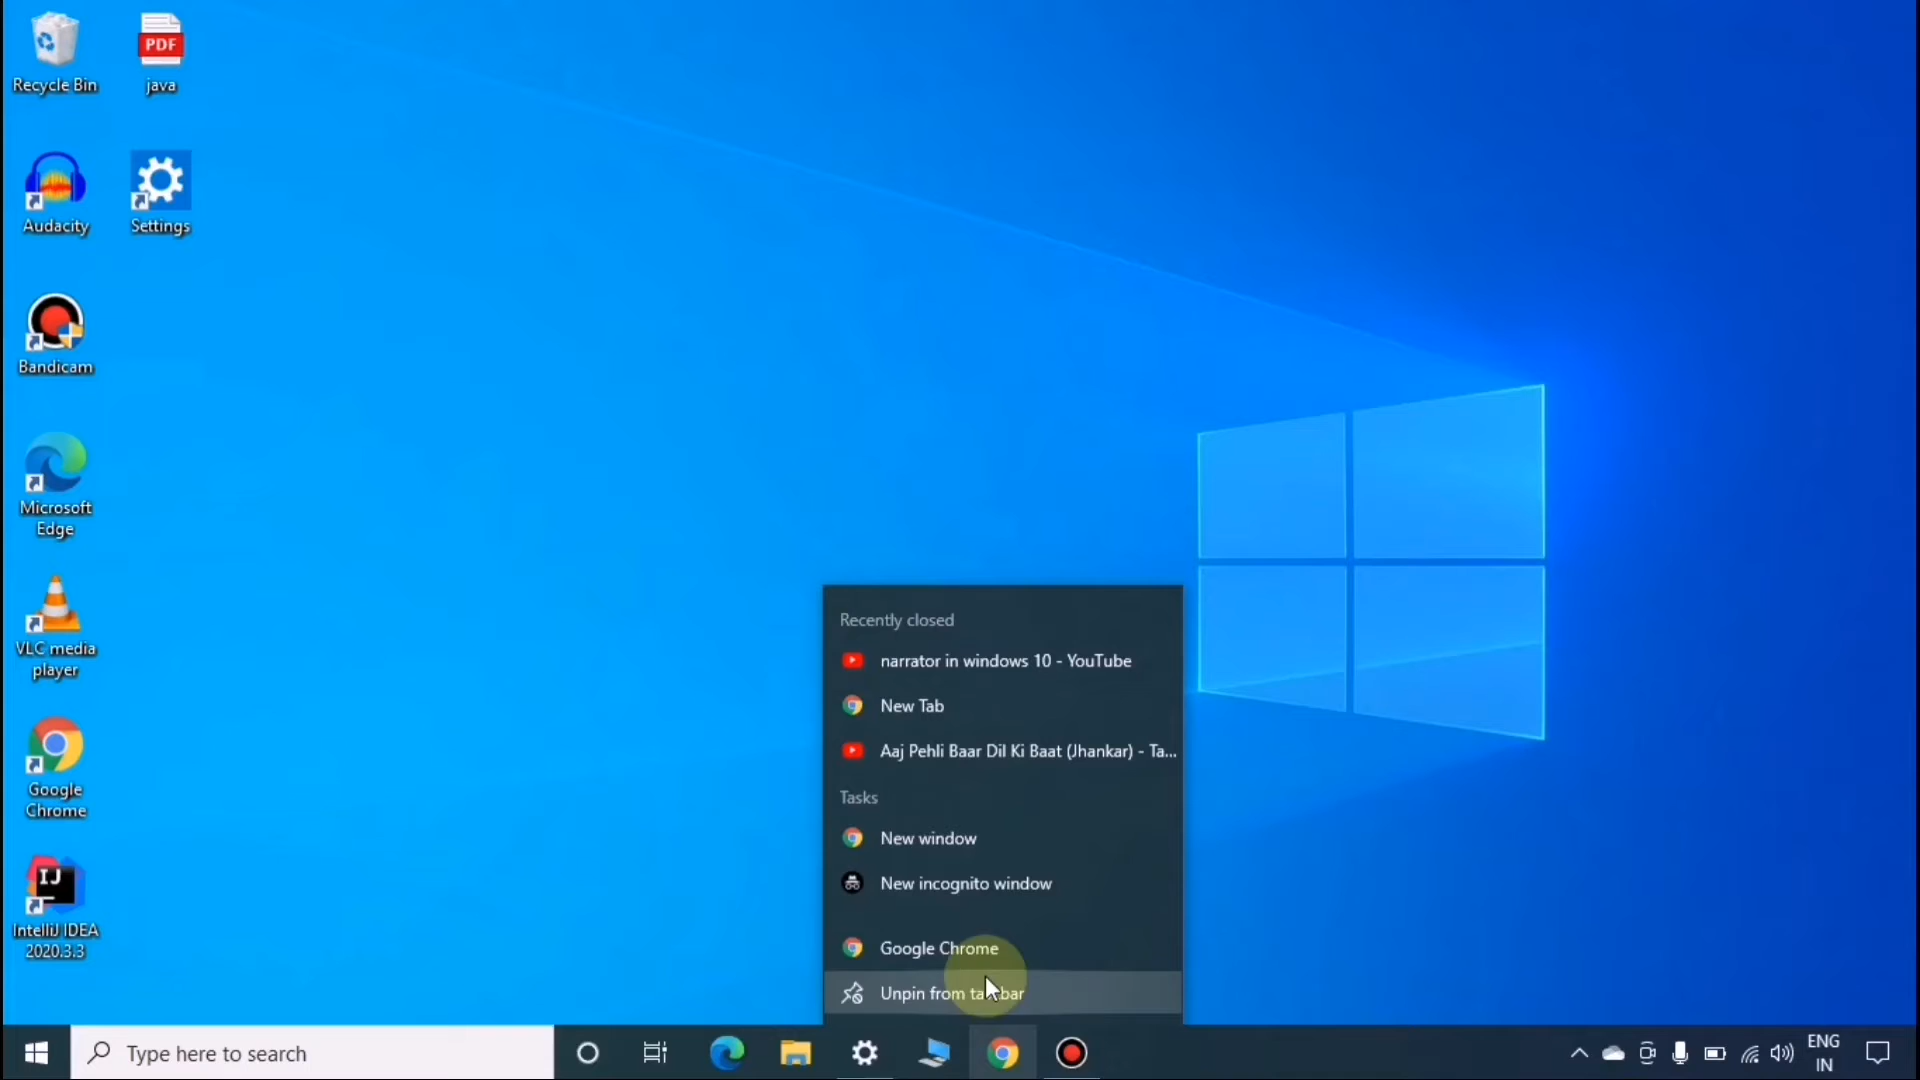 Recycle Bin
PDF
java
Audacity
Settings
Bandicam
Microsoft
Edge
VLC media
player
Google
Chrome
IJ
IntelliJ IDEA
2020.3.3
Recently closed
narrator in windows 10 - YouTube
New Tab
Aaj Pehli Baar Dil Ki Baat (Jhankar) - Ta...
Tasks
New window
New incognito window
Google Chrome
Unpin from taskbar
Type here to search
ENG
IN